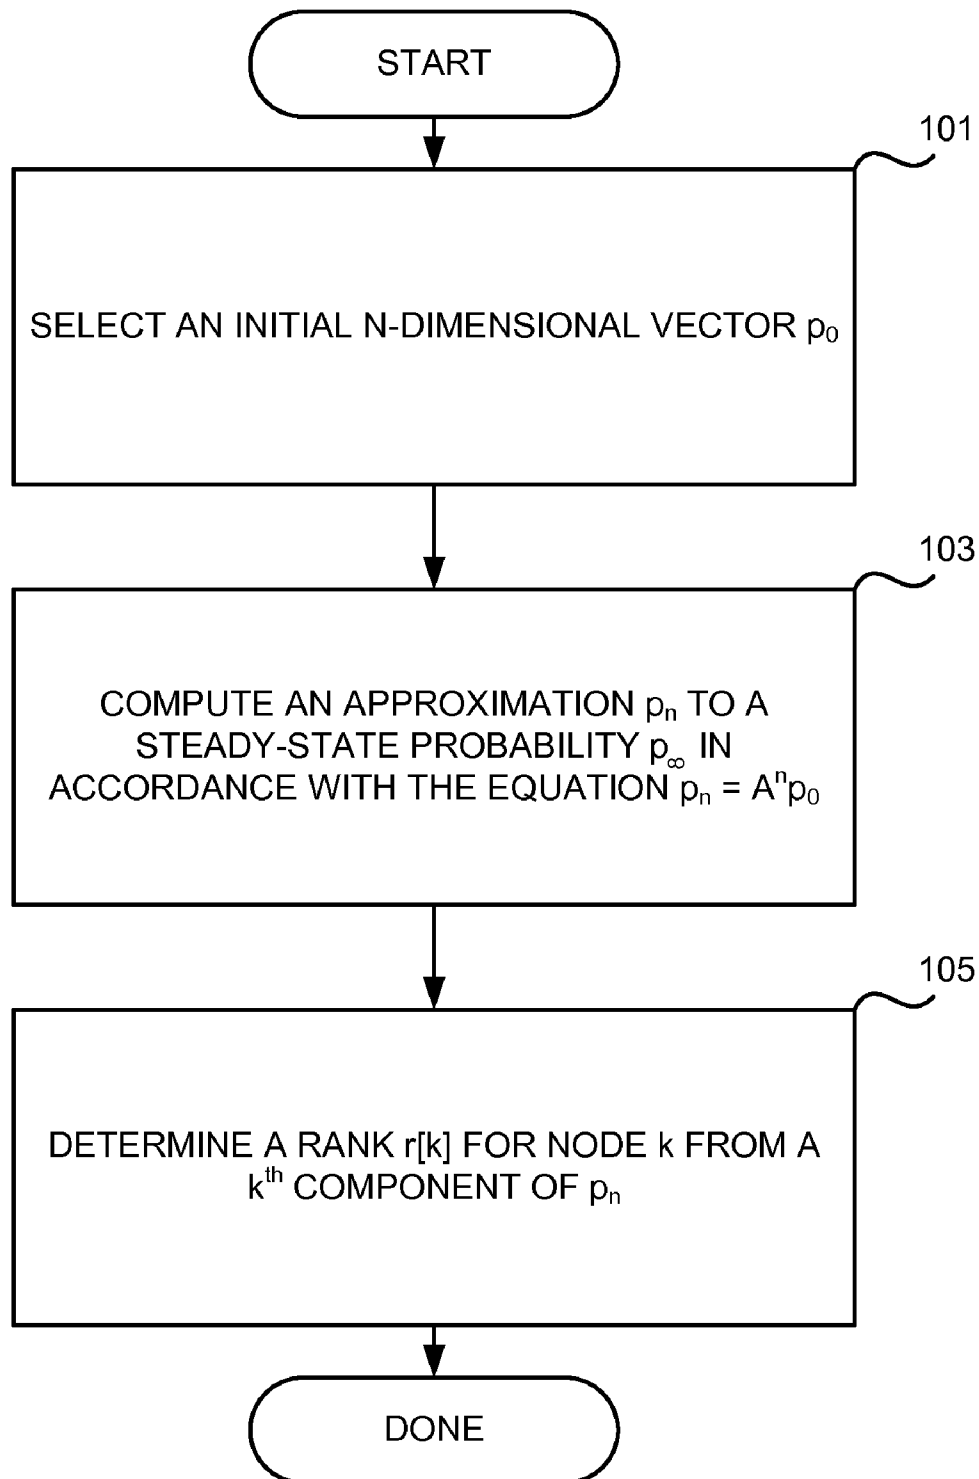 START
101
SELECT AN INITIAL N-DIMENSIONAL VECTOR p₀
103
COMPUTE AN APPROXIMATION pₙ TO A
STEADY-STATE PROBABILITY p∞ IN
ACCORDANCE WITH THE EQUATION pₙ = Aⁿp₀
105
DETERMINE A RANK r[k] FOR NODE k FROM A
kᵗʰ COMPONENT OF pₙ
DONE